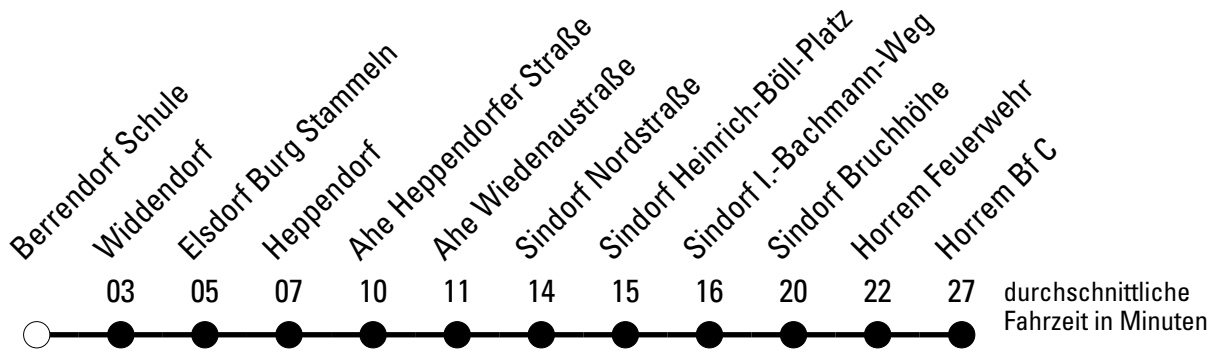 Berrendorf Schule
Widdendorf
Elsdorf Burg Stammeln
Heppendorf
Ahe Heppendorfer Straße
Ahe Wiedenaustraße
Sindorf Nordstraße
Sindorf Heinrich-Böll-Platz
Sindorf I.-Bachmann-Weg
Sindorf Bruchhöhe
Horrem Feuerwehr
Horrem Bf C
03 05 07 10 11 14 15 16 20 22 27
durchschnittliche
Fahrzeit in Minuten